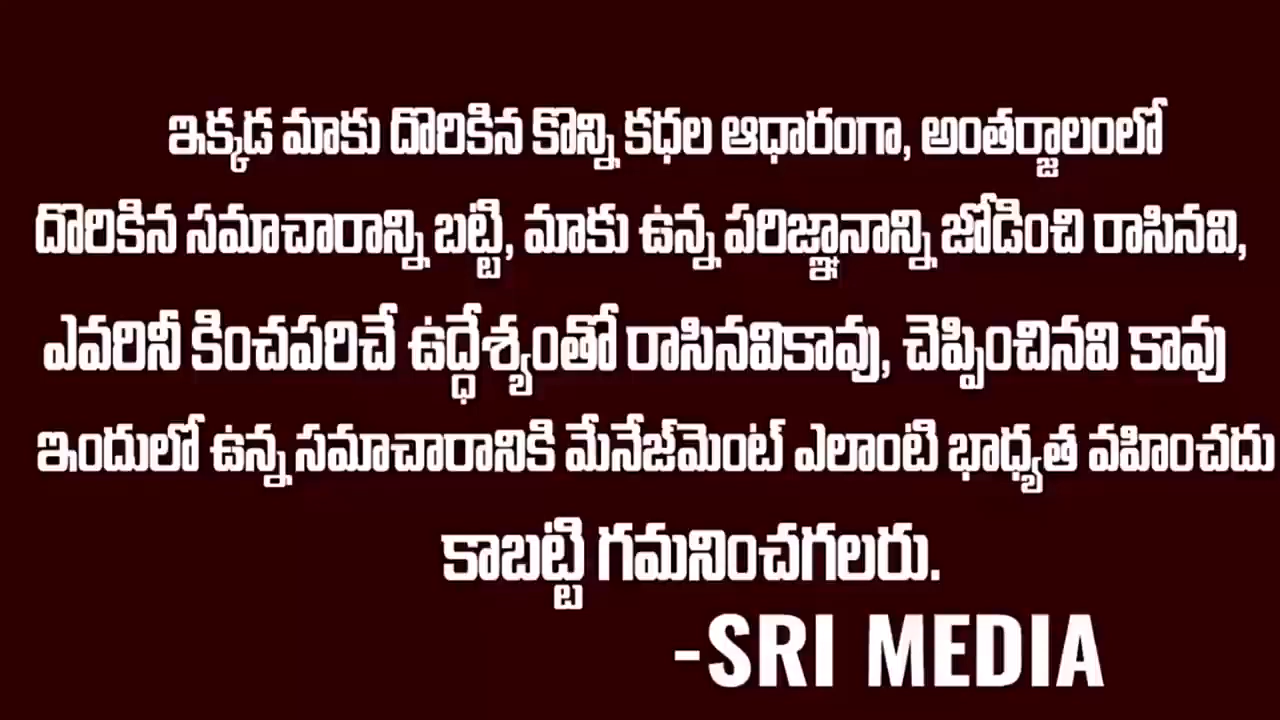 ఇక్కడ మాకు దొరికిన కొన్ని కధల ఆధారంగా, అంతర్జాలంలో
దొరికిన సమాచారాన్ని బట్టి, మాకు ఉన్న పరిజ్ఞానాన్ని జోడించి రాసినవి,
ఎవరినీ కించపరిచే ఉద్ధేశ్యంతో రాసినవికావు, చెప్పించినవి కావు
ఇందులో ఉన్న సమాచారానికి మేనేజ్‌మెంట్ ఎలాంటి భాధ్యత వహించదు
కాబట్టి గమనించగలరు.
-SRI MEDIA